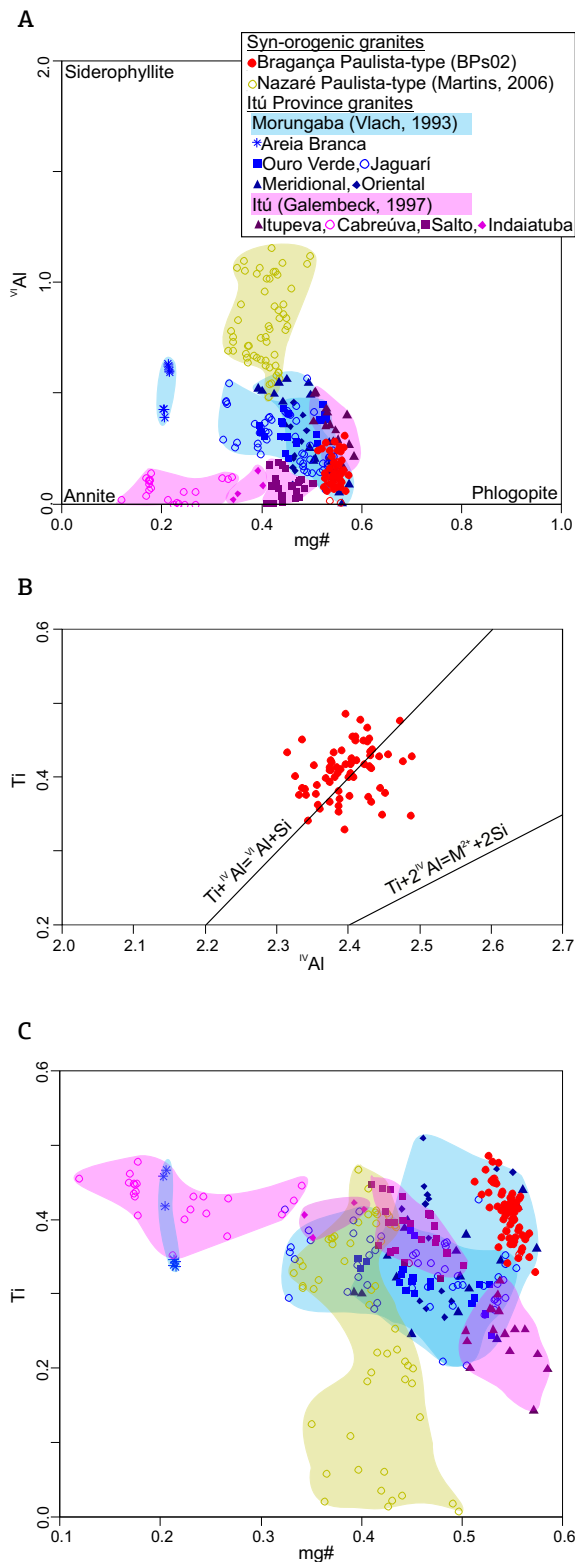 A
2.0
Siderophyllite
Syn-orogenic granites
Bragança Paulista-type (BPs02)
Nazaré Paulista-type (Martins, 2006)
Itú Province granites
Morungaba (Vlach, 1993)
Areia Branca
Ouro Verde, Jaguarí
Meridional, Oriental
Itú (Galembeck, 1997)
Itupeva, Cabreúva, Salto, Indaiatuba
1.0
ⱽᴵAl
0.0
Annite
Phlogopite
0.0 0.2 0.4 0.6 0.8 1.0
mg#
B
0.6
Ti
0.4
0.2
Ti+ᴵⱽAl=ⱽᴵAl+Si
Ti+2ᴵⱽAl=M²⁺+2Si
2.0 2.1 2.2 2.3 2.4 2.5 2.6 2.7
ᴵⱽAl
C
0.6
0.4
Ti
0.2
0.0
0.1 0.2 0.3 0.4 0.5 0.6
mg#